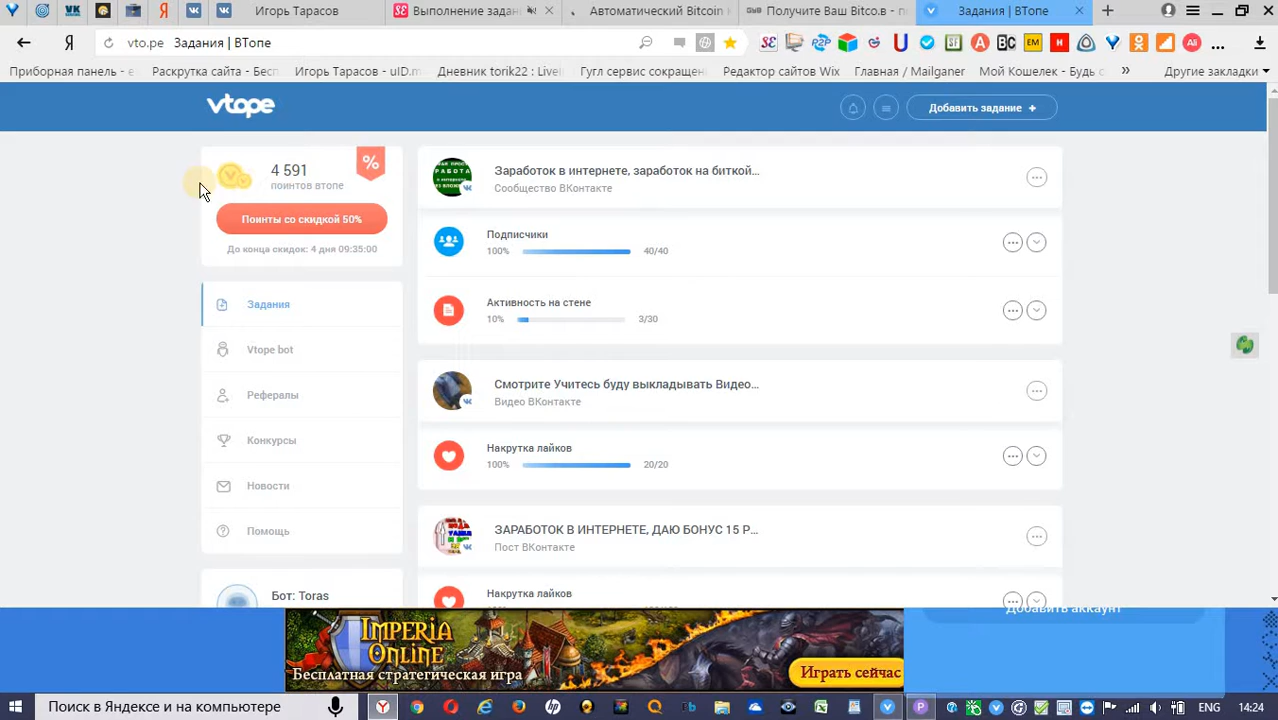 Игорь Тарасов
Выполнение задан
Автоматический Bitcoin
Получите Ваш Bitco.в - п
Задания | ВТопе
vto.pe Задания | ВТопе
Приборная панель - е
Раскрутка сайта - Бесп
Игорь Тарасов - uID.m
Дневник torik22 : LiveI
Гугл сервис сокращен
Редактор сайтов Wix
Главная / Mailganer
Мой Кошелек - Будь с
»
Другие закладки
vtope
Добавить задание +
4 591
поинтов втопе
%
Поинты со скидкой 50%
До конца скидок: 4 дня 09:35:00
Задания
Vtope bot
Рефералы
Конкурсы
Новости
Помощь
Бот: Toras
Заработок в интернете, заработок на биткой...
Сообщество ВКонтакте
Подписчики
100% 40/40
Активность на стене
10% 3/30
Смотрите Учитесь буду выкладывать Видео...
Видео ВКонтакте
Накрутка лайков
100% 20/20
ЗАРАБОТОК В ИНТЕРНЕТЕ, ДАЮ БОНУС 15 Р...
Пост ВКонтакте
Накрутка лайков
Добавить аккаунт
IMPERIA
ONLINE
Бесплатная стратегическая игра
Играть сейчас
Поиск в Яндексе и на компьютере
ENG
14:24